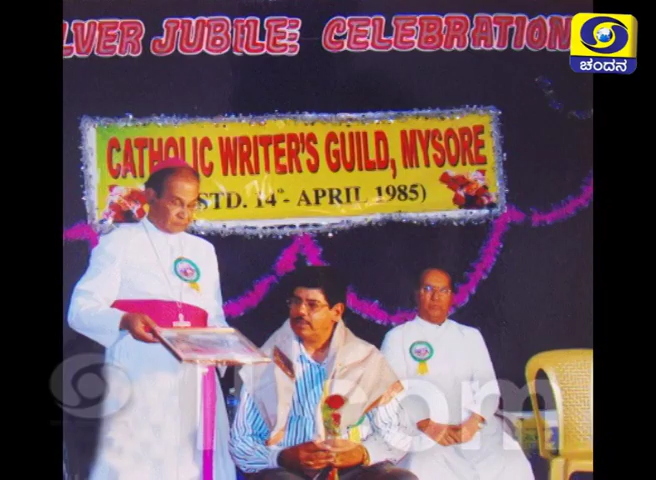 LVER JUBILEE CELEBRATION
ಚಂದನ
CATHOLIC WRITER'S GUILD, MYSORE
STD. 14th - APRIL 1985)